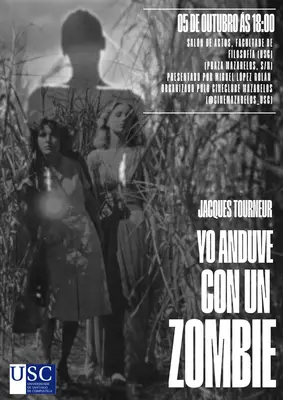 05 DE OUTUBRO ÁS 18:00
SALÓN DE ACTOS, FACULTADE DE
FILOSOFÍA (USC)
(PRAZA MAZARELOS, S/N)
PRESENTADO POR MIGUEL LÓPEZ GULÁN
ORGANIZADO POLO CINECLUBE MAZARELOS
(@CINEMAZARELOS_USC)
JACQUES TOURNEUR
YO ANDUVE
CON UN
ZOMBIE
USC
UNIVERSIDADE
DE SANTIAGO
DE COMPOSTELA